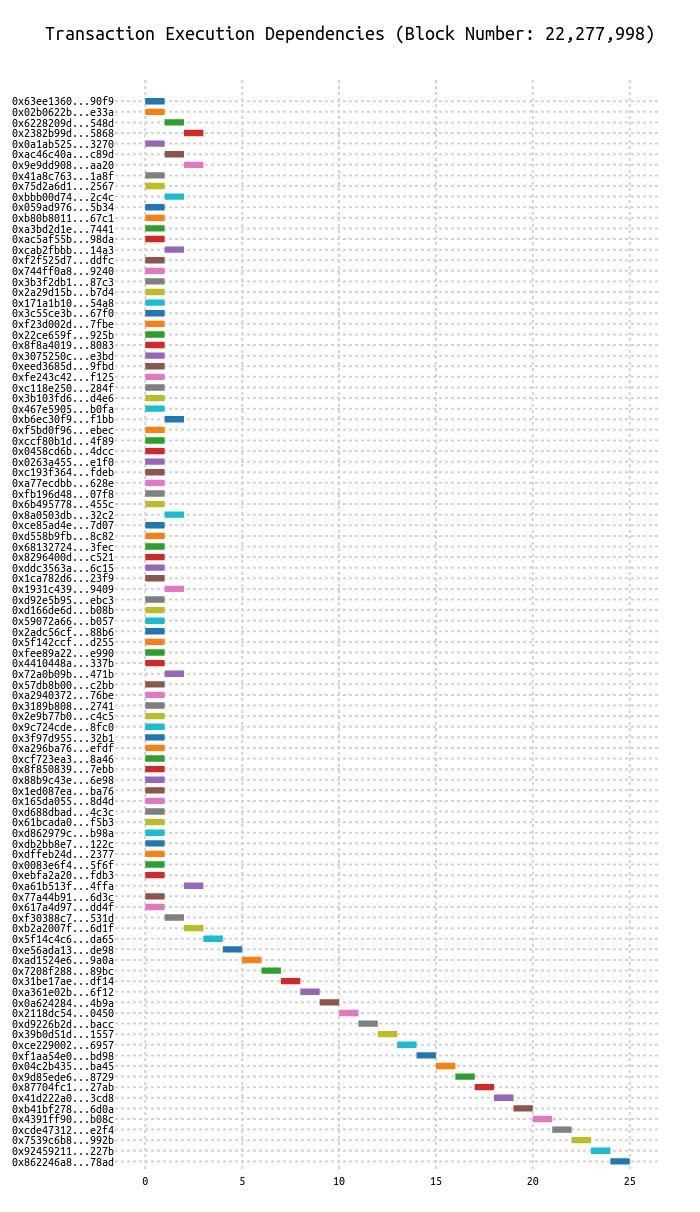 Transaction Execution Dependencies (Block Number: 22,277,998)
0x63ee1360...90f9
0x02b0622b...e33a
0x6228209d...548d
0x2382b99d...5868
0x0a1ab525...3270
0xac46c40a...c89d
0x9e9dd908...aa20
0x41a8c763...1a8f
0x75d2a6d1...2567
0xbbb00d74...2c4c
0x059ad976...5b34
0xb80b8011...67c1
0xa3bd2d1e...7441
0xac5af55b...98da
0xcab2fbbb...14a3
0xf2f525d7...ddfc
0x744ff0a8...9240
0x3b3f2db1...87c3
0x2a29d15b...b7d4
0x171a1b10...54a8
0x3c55ce3b...67f0
0xf23d002d...7fbe
0x22ce659f...925b
0x8f8a4019...8083
0x3075250c...e3bd
0xeed3685d...9fbd
0xfe243c42...f125
0xc118e250...284f
0x3b103fd6...d4e6
0x467e5905...b0fa
0xb6ec30f9...f1bb
0xf5bd0f96...ebec
0xccf80b1d...4f89
0x0458cd6b...4dcc
0x0263a455...e1f0
0xc193f364...fdeb
0xa77ecdbb...628e
0xfb196d48...07f8
0x6b495778...455c
0x8a0503db...32c2
0xce85ad4e...7d07
0xd558b9fb...8c82
0x68132724...3fec
0x8296400d...c521
0xddc3563a...6c15
0x1ca782d6...23f9
0x1931c439...9409
0xd92e5b95...ebc3
0xd166de6d...b08b
0x59072a66...b057
0x2adc56cf...88b6
0x5f142ccf...d255
0xfee89a22...e990
0x4410448a...337b
0x72a0b09b...471b
0x57db8b00...c2bb
0xa2940372...76be
0x3189b808...2741
0x2e9b77b0...c4c5
0x9c724cde...8fc0
0x3f97d955...32b1
0xa296ba76...efdf
0xcf723ea3...8a46
0x8f850839...7ebb
0x88b9c43e...6e98
0x1ed087ea...ba76
0x165da055...8d4d
0xd688dbad...4c3c
0x61bcada0...f5b3
0xd862979c...b98a
0xdb2bb8e7...122c
0xdffeb24d...2377
0x0083e6f4...5f6f
0xebfa2a20...fdb3
0xa61b513f...4ffa
0x77a44b91...6d3c
0x617a4d97...dd4f
0xf30388c7...531d
0xb2a2007f...6d1f
0x5f14c4c6...da65
0xe56ada13...de98
0xad1524e6...9a0a
0x7208f288...89bc
0x31be17ae...df14
0xa361e02b...6f12
0x0a624284...4b9a
0x2118dc54...0450
0xd9226b2d...bacc
0x39b0d51d...1557
0xce229002...6957
0xf1aa54e0...bd98
0x04c2b435...ba45
0x9d85ede6...8729
0x87704fc1...27ab
0x41d222a0...3cd8
0xb41bf278...6d0a
0x4391ff90...b08c
0xcde47312...e2f4
0x7539c6b8...992b
0x92459211...227b
0x862246a8...78ad
0 5 10 15 20 25